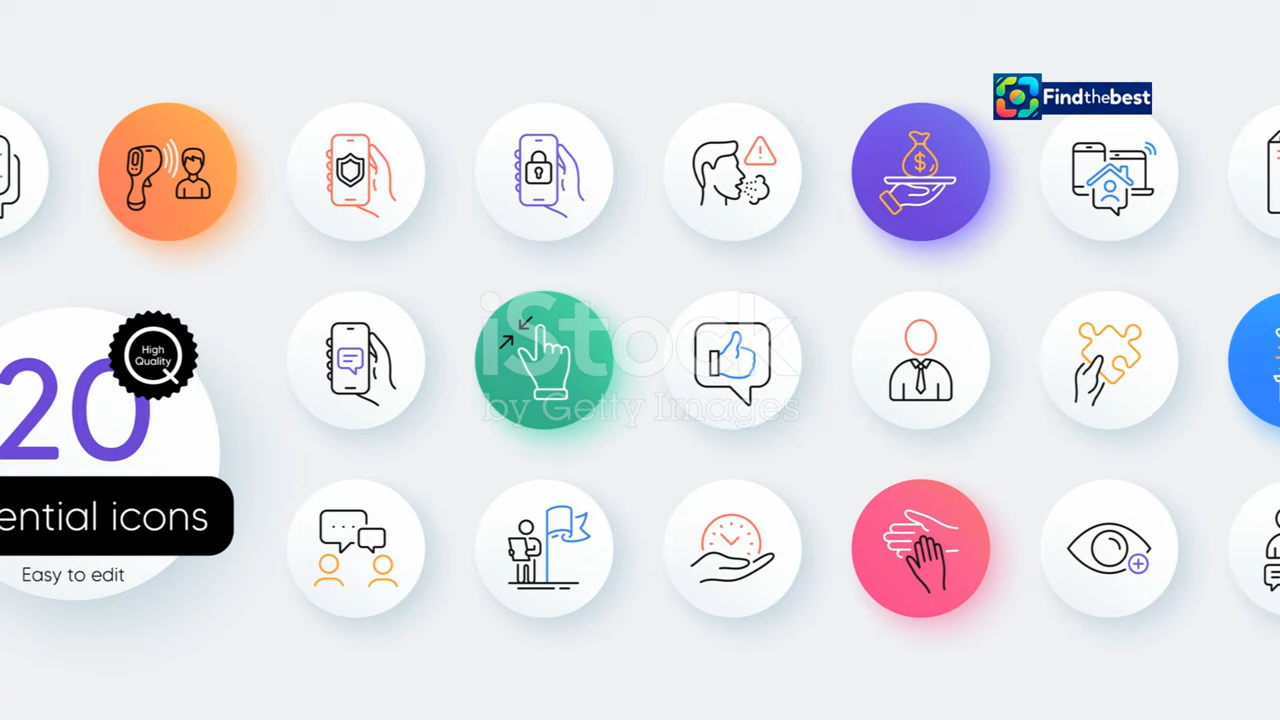 Findthebest
$
iStock
by Getty Images
High
Quality
20
ential icons
Easy to edit